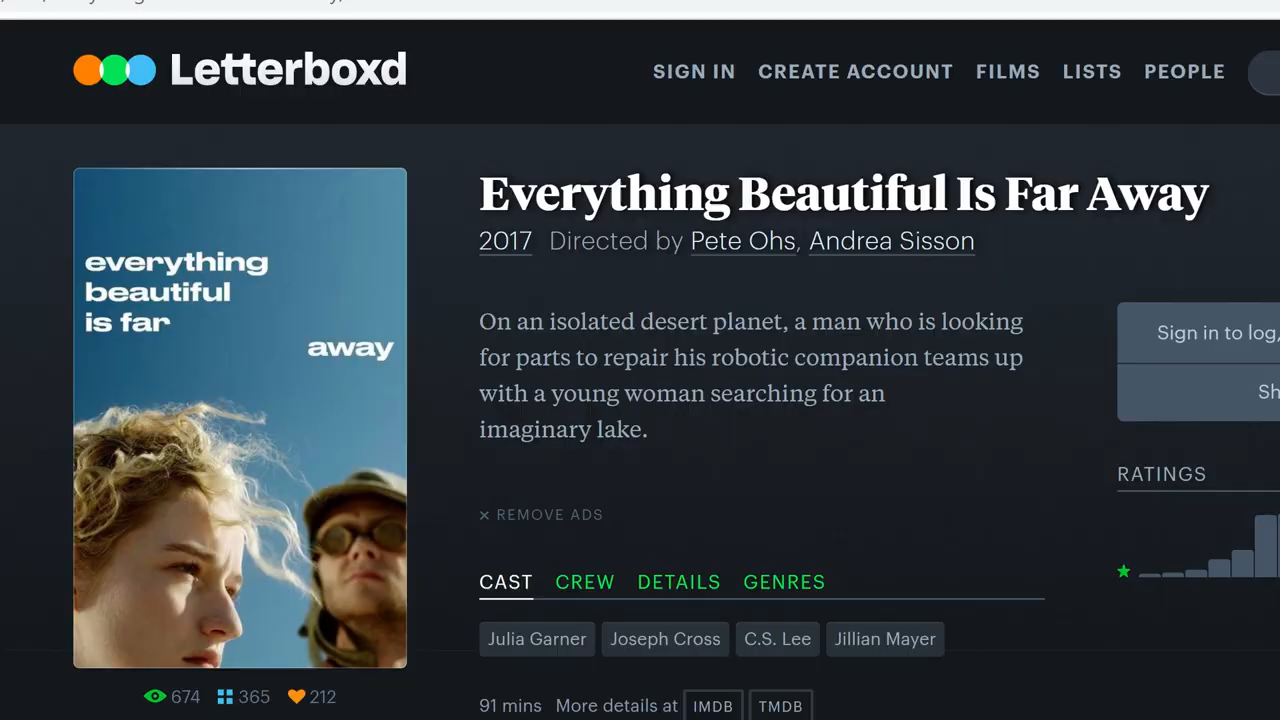 Letterboxd
SIGN IN CREATE ACCOUNT FILMS LISTS PEOPLE
everything
beautiful
is far
away
Everything Beautiful Is Far Away
2017 Directed by Pete Ohs, Andrea Sisson
On an isolated desert planet, a man who is looking
for parts to repair his robotic companion teams up
with a young woman searching for an
imaginary lake.
Sign in to log,
Sh
RATINGS
× REMOVE ADS
CAST CREW DETAILS GENRES
Julia Garner Joseph Cross C.S. Lee Jillian Mayer
674 365 212
91 mins More details at IMDB TMDB